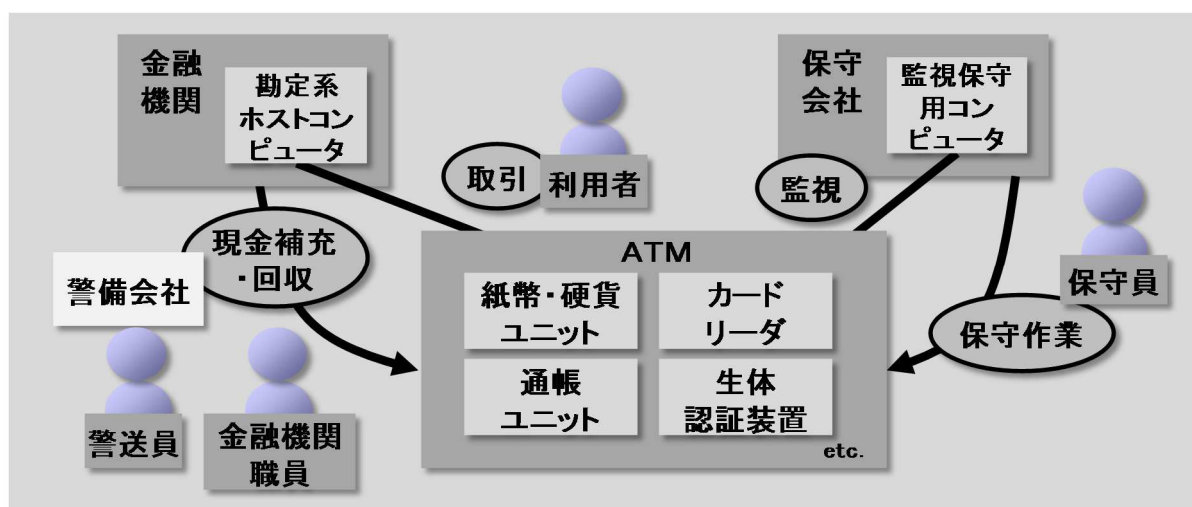 金融
機関
勘定系
ホストコン
ピュータ
取引
利用者
保守
会社
監視保守
用コン
ピュータ
監視
現金補充
・回収
警備会社
警送員
金融機関
職員
ATM
紙幣・硬貨
ユニット
カード
リーダ
通帳
ユニット
生体
認証装置
etc.
保守員
保守作業